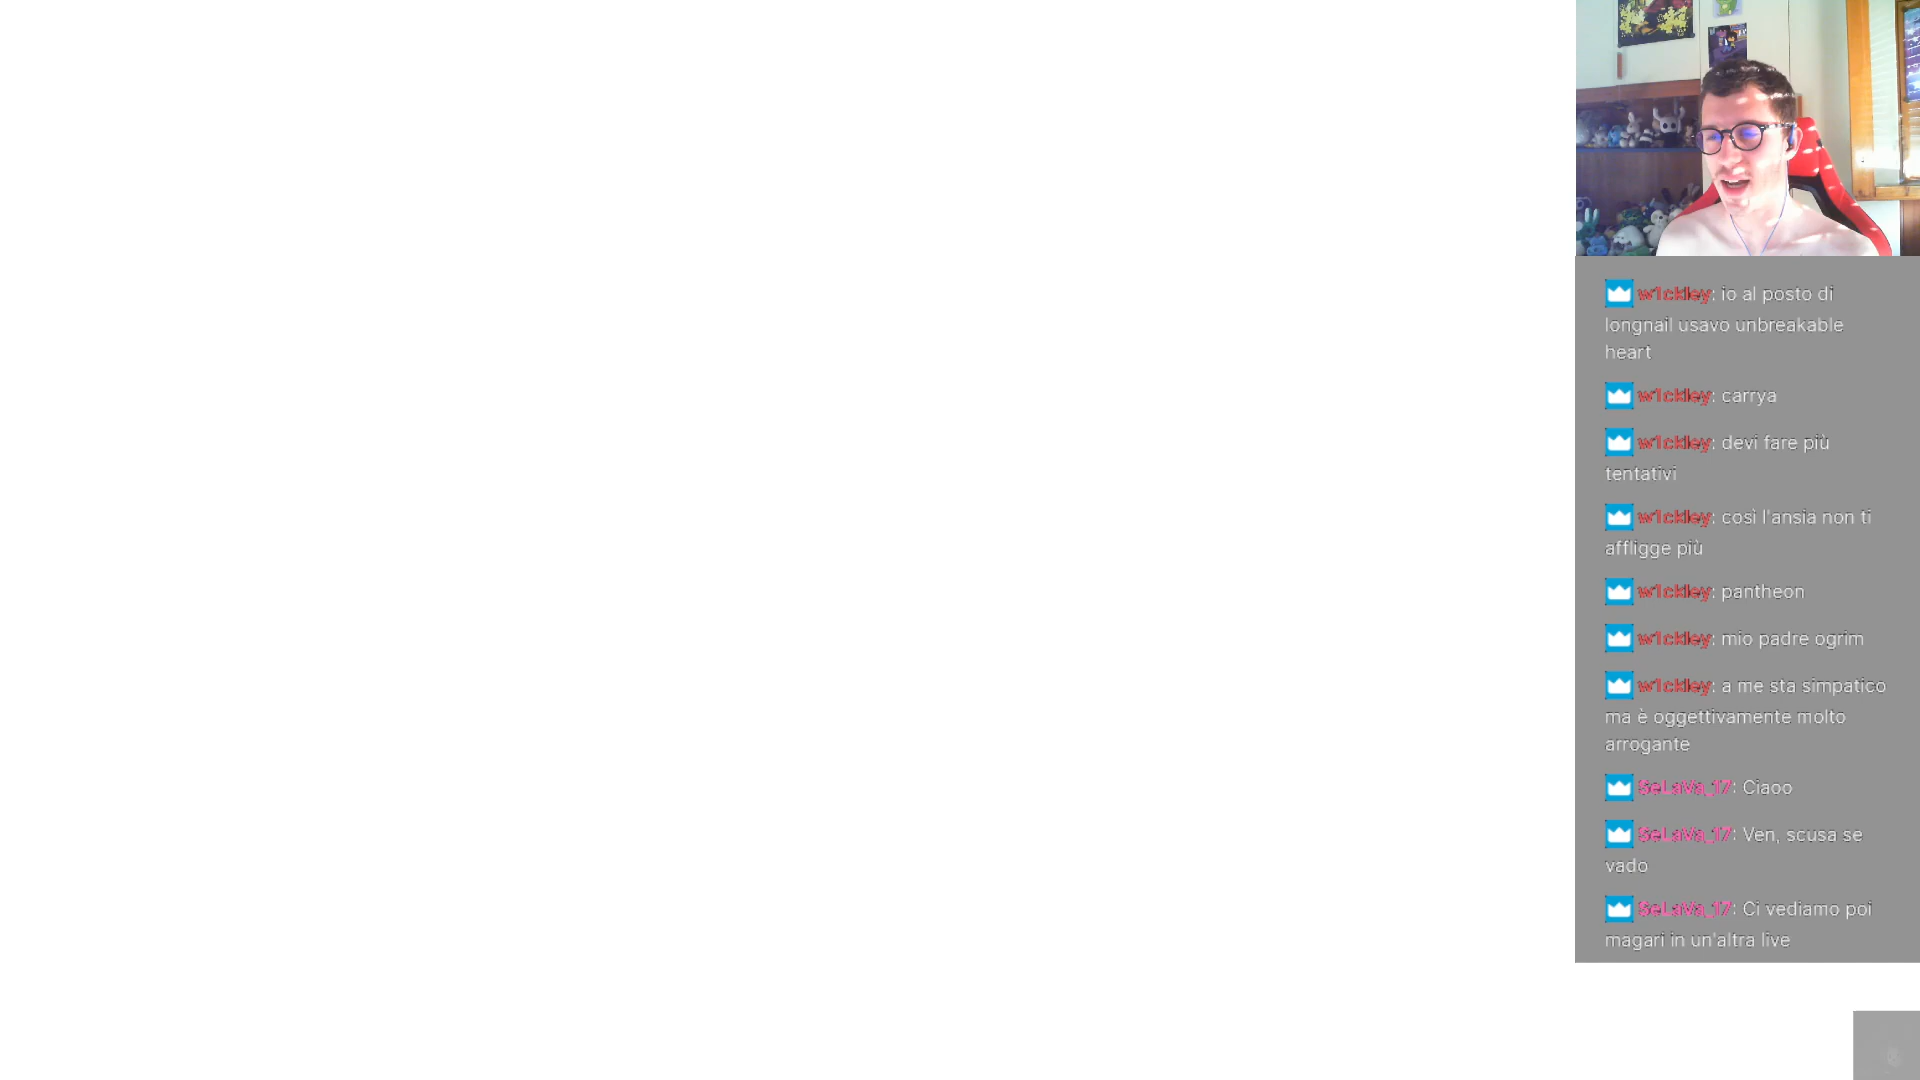 w1ckley: io al posto di
longnail usavo unbreakable
heart
w1ckley: carrya
w1ckley: devi fare più
tentativi
w1ckley: così l'ansia non ti
affligge più
w1ckley: pantheon
w1ckley: mio padre ogrim
w1ckley: a me sta simpatico
ma è oggettivamente molto
arrogante
SeLaVa_17: Ciaoo
SeLaVa_17: Ven, scusa se
vado
SeLaVa_17: Ci vediamo poi
magari in un'altra live